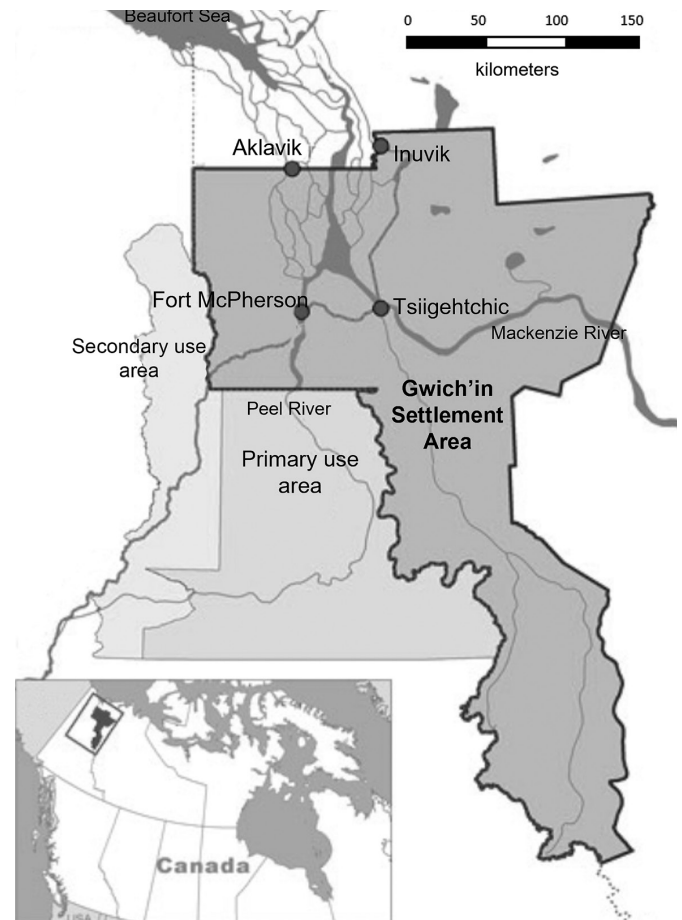 Beaufort Sea
0 50 100 150
kilometers
Aklavik
Inuvik
Fort McPherson
Tsiigehtchic
Mackenzie River
Secondary use
area
Gwich’in
Settlement
Area
Peel River
Primary use
area
Canada
USA